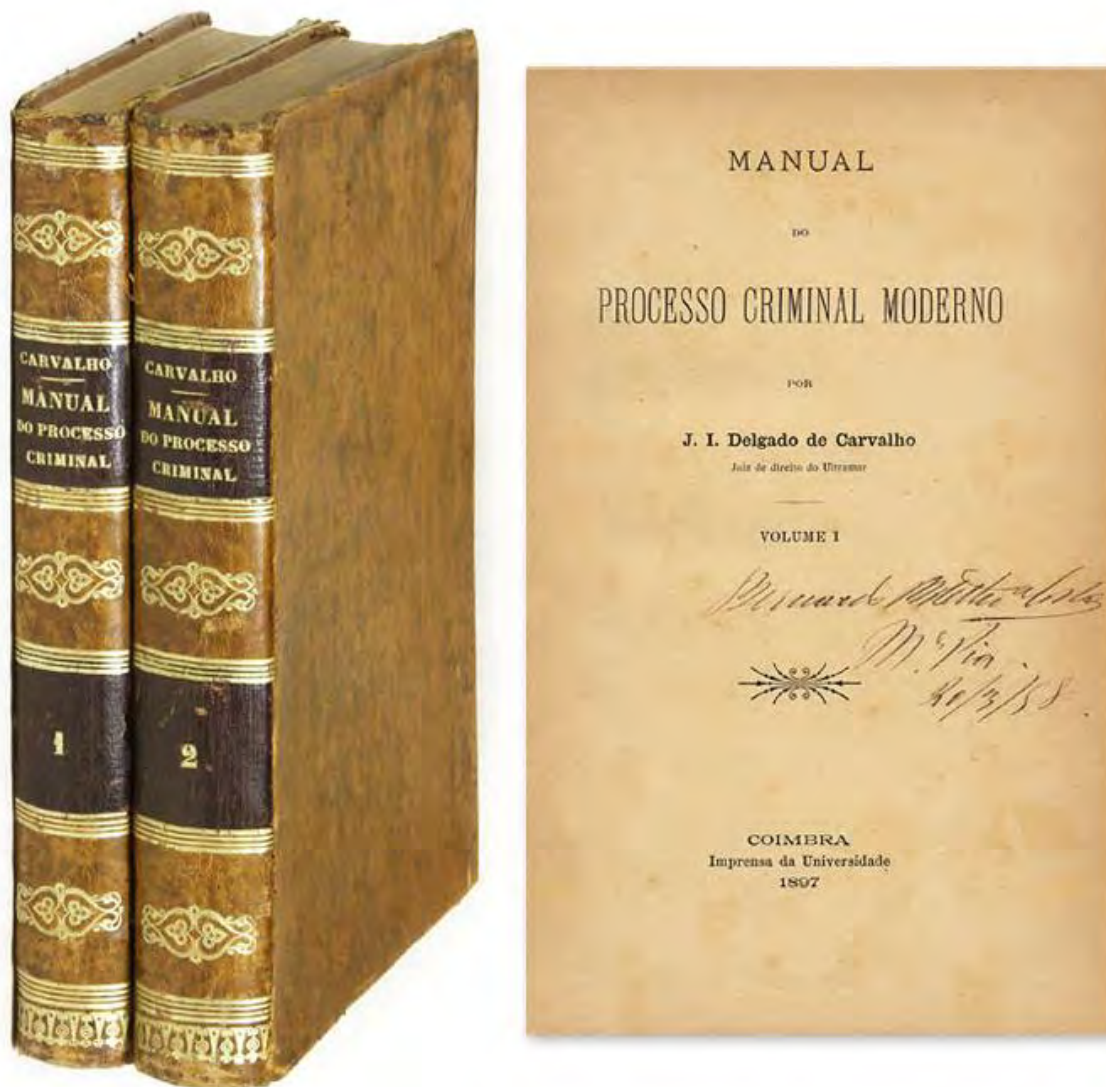 CARVALHO
MANUAL
DO PROCESSO
CRIMINAL
1
CARVALHO
MANUAL
DO PROCESSO
CRIMINAL
2
MANUAL
DO
PROCESSO CRIMINAL MODERNO
POR
J. I. Delgado de Carvalho
Juiz de direito do Ultramar
VOLUME I
COIMBRA
Imprensa da Universidade
1897